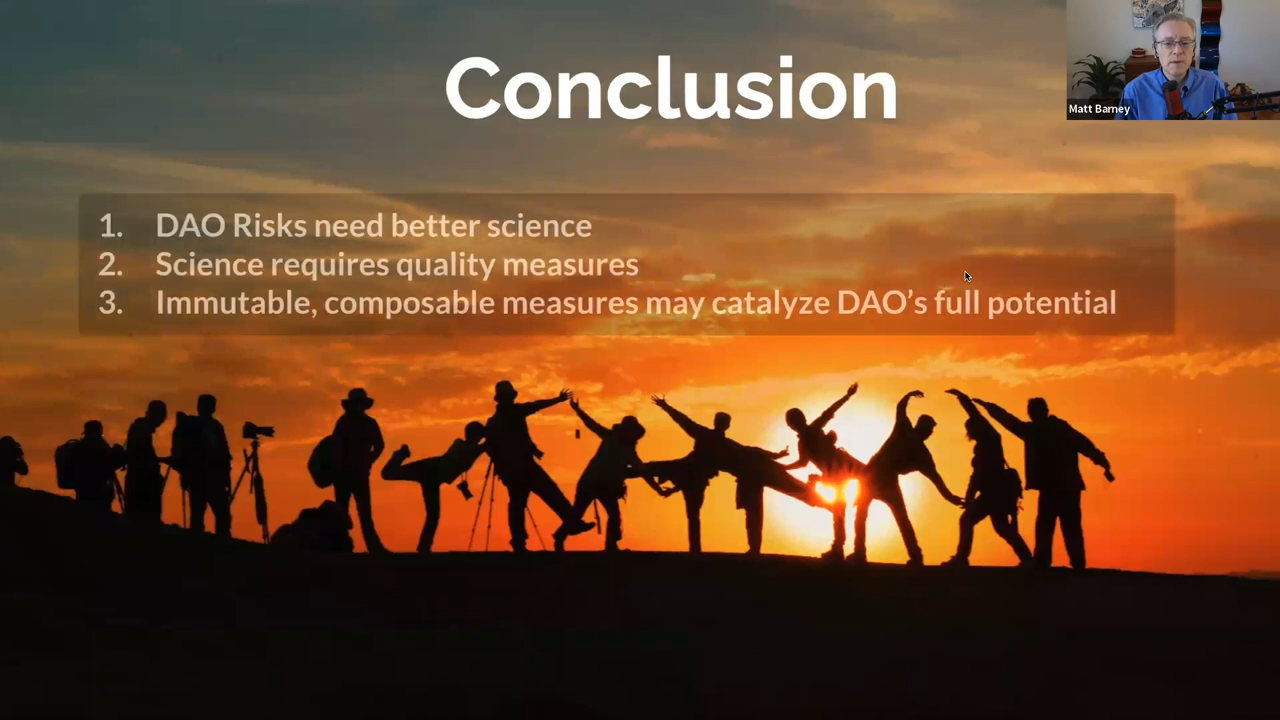 Conclusion
Matt Barney
1. DAO Risks need better science
2. Science requires quality measures
3. Immutable, composable measures may catalyze DAO’s full potential